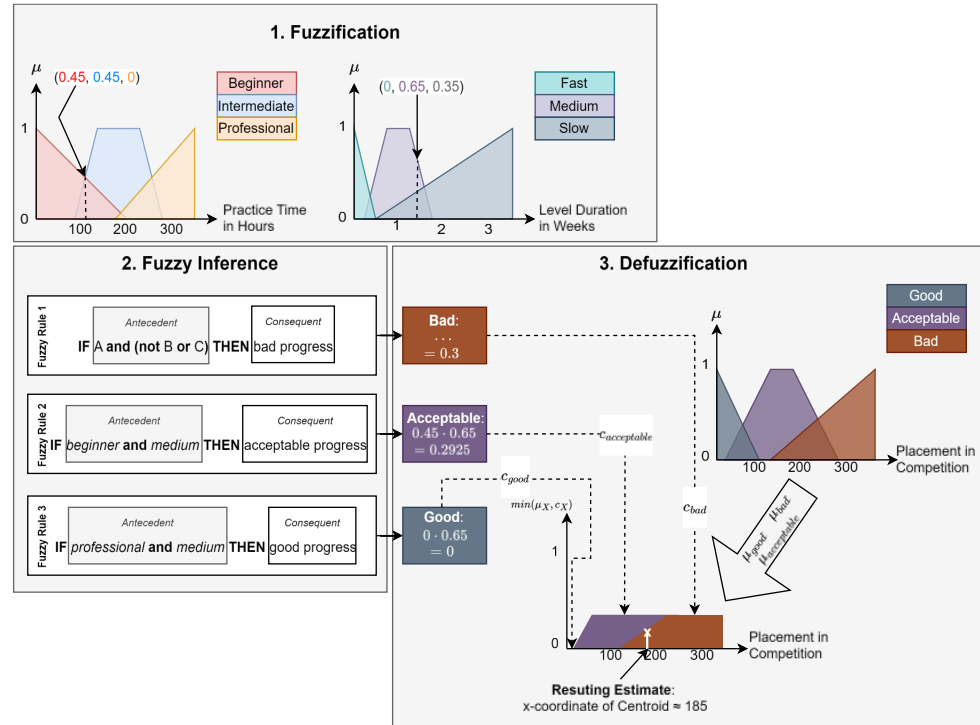 1. Fuzzification
μ
(0.45, 0.45, 0)
1
0
100 200 300
Practice Time
in Hours
Beginner
Intermediate
Professional
μ
(0, 0.65, 0.35)
1
0
1 2 3
Level Duration
in Weeks
Fast
Medium
Slow
2. Fuzzy Inference
Fuzzy Rule 1
Antecedent
Consequent
IF A and (not B or C) THEN bad progress
Fuzzy Rule 2
Antecedent
Consequent
IF beginner and medium THEN acceptable progress
Fuzzy Rule 3
Antecedent
Consequent
IF professional and medium THEN good progress
3. Defuzzification
Bad:
...
= 0.3
Acceptable:
0.45 · 0.65
= 0.2925
Good:
0 · 0.65
= 0
c_good
c_acceptable
c_bad
Good
Acceptable
Bad
μ
1
0
100 200 300
Placement in
Competition
μ_good μ_bad
μ_acceptable
min(μ_X, c_X)
1
0
x
100 200 300
Placement in
Competition
Resuting Estimate:
x-coordinate of Centroid ≈ 185